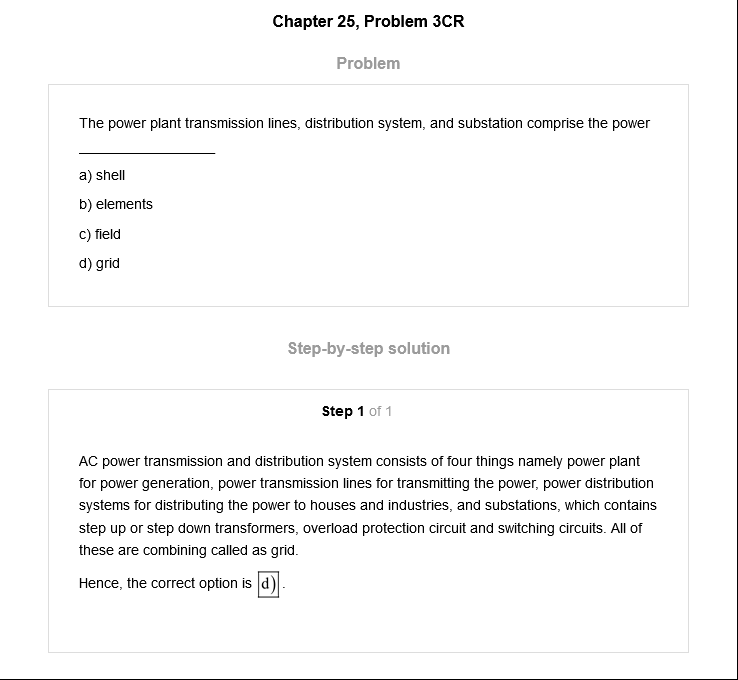 Chapter 25, Problem 3CR
Problem
The power plant transmission lines, distribution system, and substation comprise the power
__________________
a) shell
b) elements
c) field
d) grid
Step-by-step solution
Step 1 of 1
AC power transmission and distribution system consists of four things namely power plant
for power generation, power transmission lines for transmitting the power, power distribution
systems for distributing the power to houses and industries, and substations, which contains
step up or step down transformers, overload protection circuit and switching circuits. All of
these are combining called as grid.
Hence, the correct option is d) .